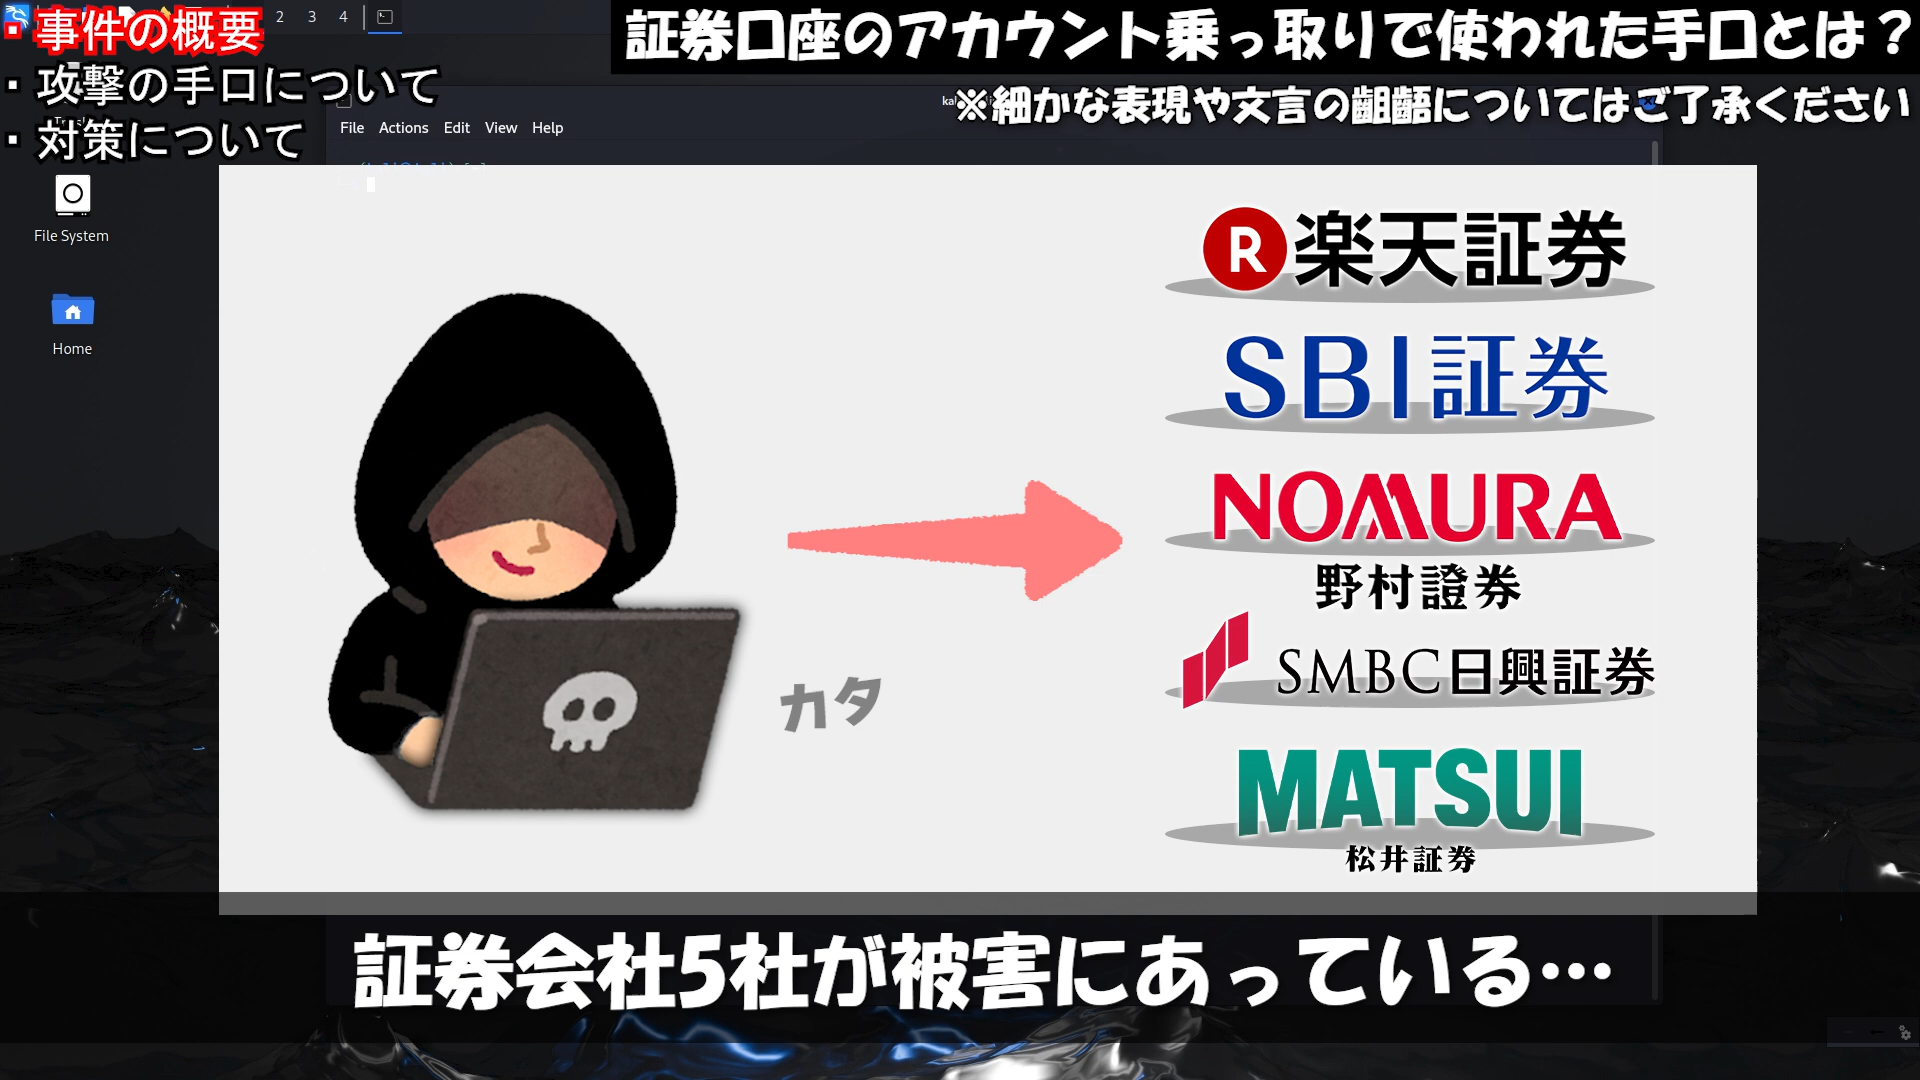 ・事件の概要
・攻撃の手口について
・対策について
2 3 4
証券口座のアカウント乗っ取りで使われた手口とは？
※細かな表現や文言の齟齬についてはご了承ください
File Actions Edit View Help
File System
Home
R 楽天証券
SBI証券
NOMURA
野村證券
SMBC日興証券
MATSUI
松井証券
カタ
証券会社5社が被害にあっている…